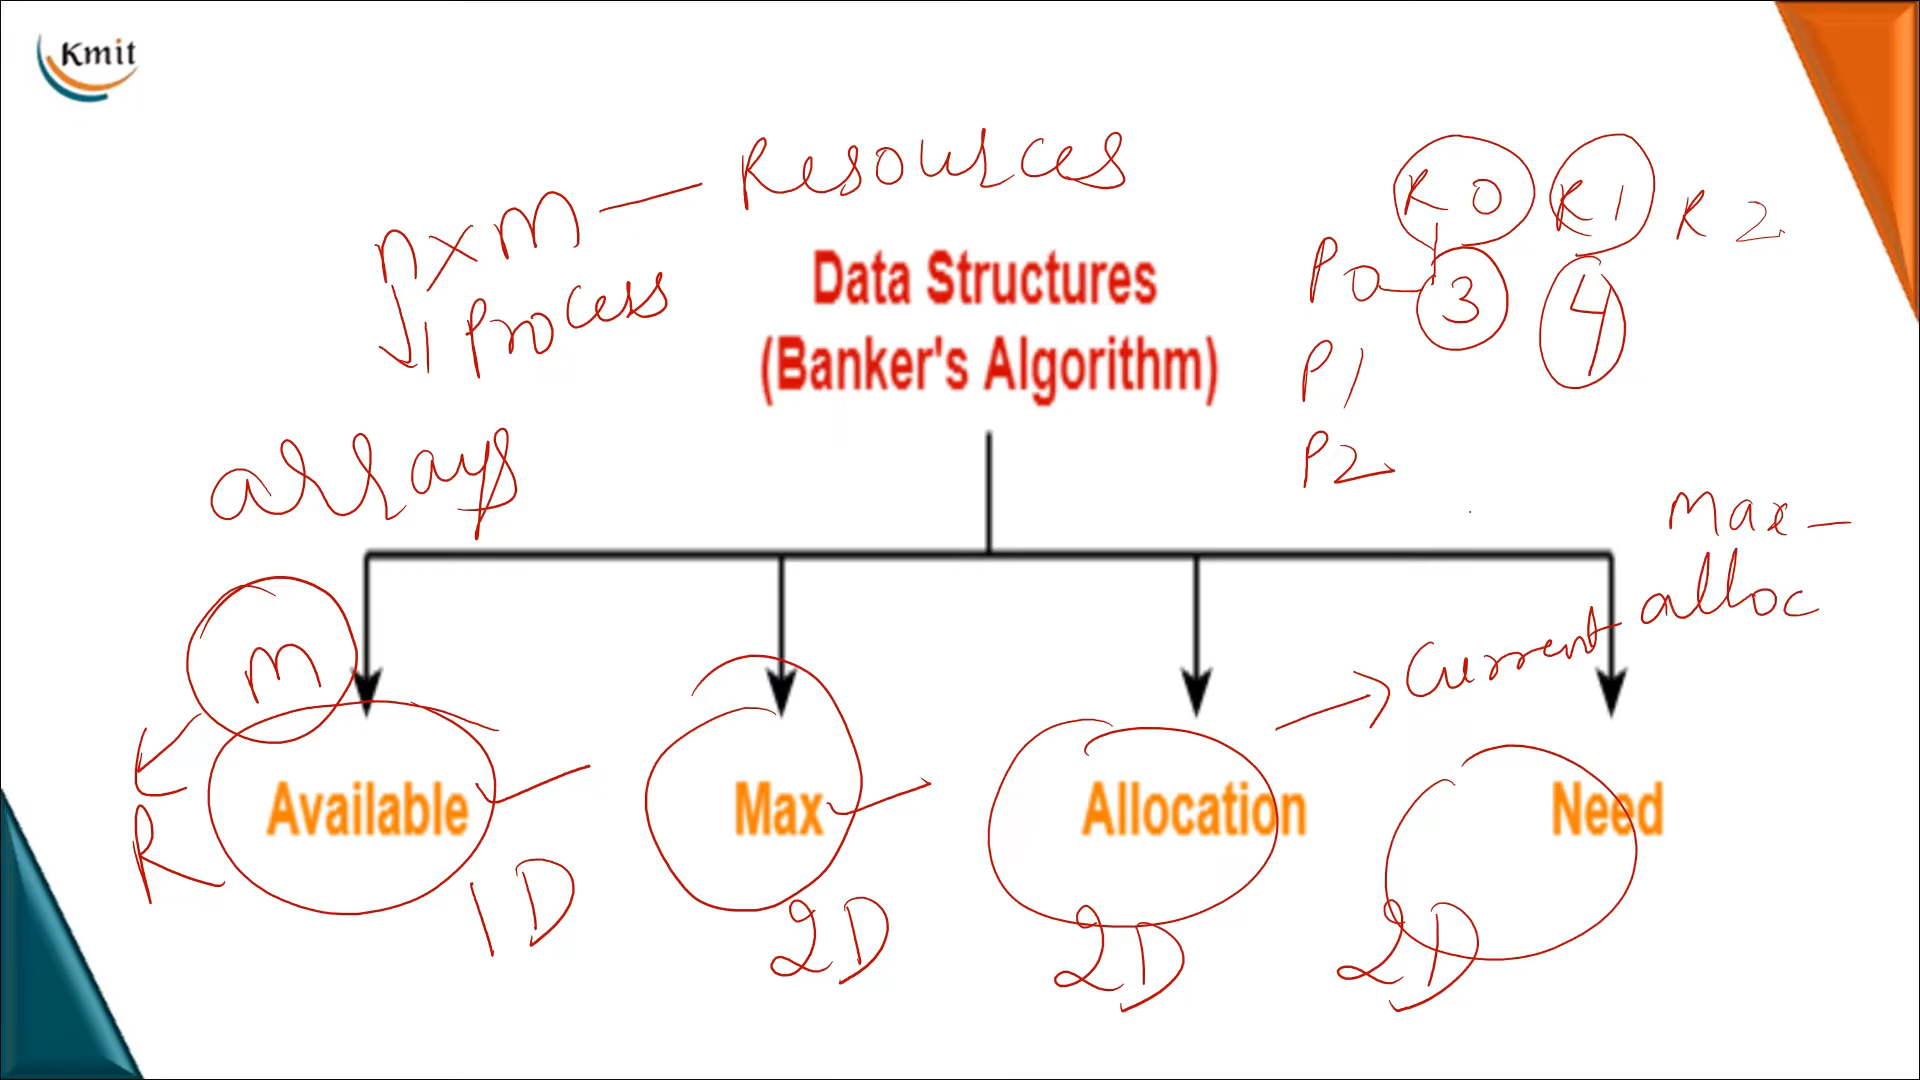 Kmit
n x m — Resources
Process
R0 R1 R2
P0 3 4
P1
P2
Data Structures
(Banker's Algorithm)
arrays
Max -
alloc
m
Current
R
Available Max Allocation Need
1D 2D 2D 2D